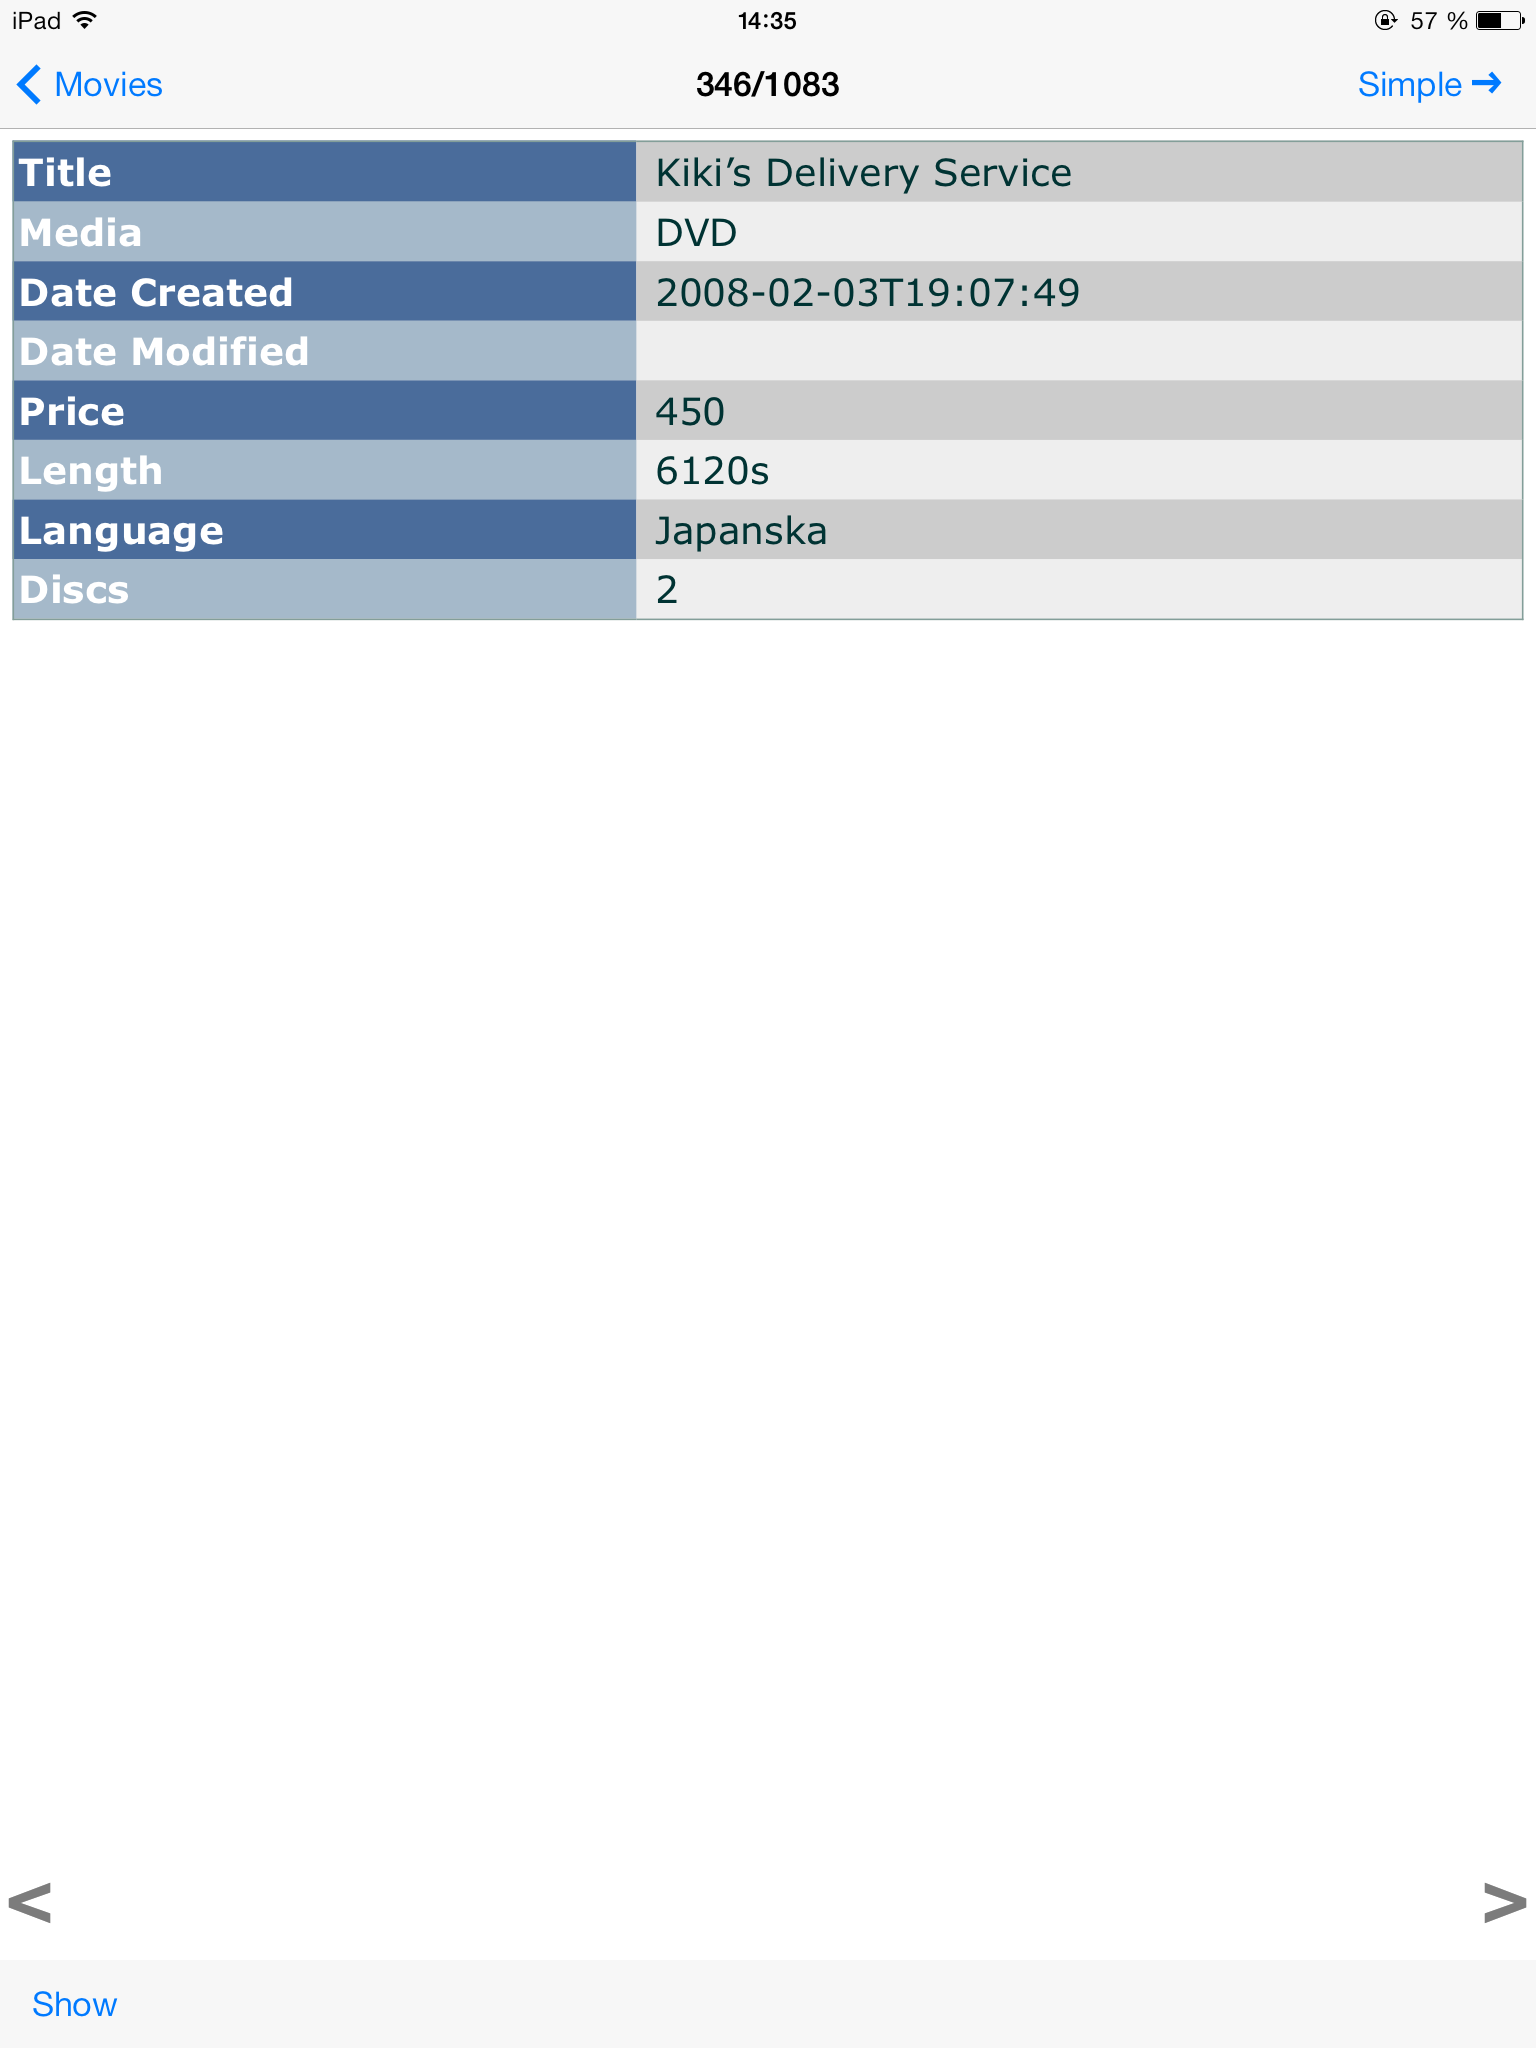 iPad 14:35 57 %
Movies 346/1083 Simple →
Title Kiki’s Delivery Service
Media DVD
Date Created 2008-02-03T19:07:49
Date Modified
Price 450
Length 6120s
Language Japanska
Discs 2
< >
Show